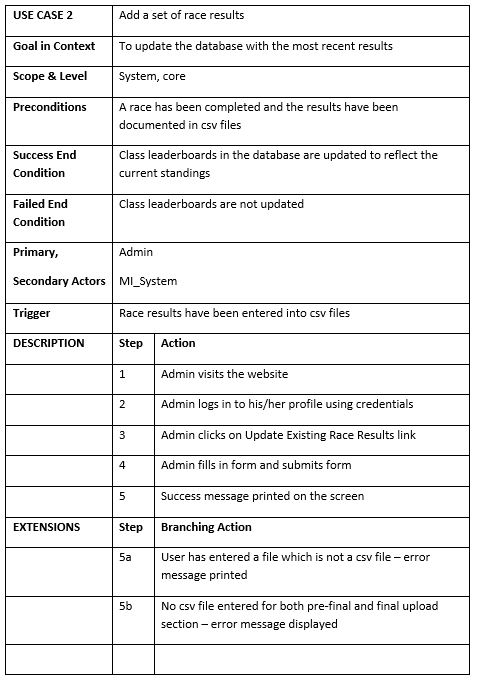 USE CASE 2 Add a set of race results
Goal in Context To update the database with the most recent results
Scope & Level System, core
Preconditions A race has been completed and the results have been
documented in csv files
Success End Class leaderboards in the database are updated to reflect the
Condition current standings
Failed End Class leaderboards are not updated
Condition
Primary, Admin
Secondary Actors MI_System
Trigger Race results have been entered into csv files
DESCRIPTION Step Action
1 Admin visits the website
2 Admin logs in to his/her profile using credentials
3 Admin clicks on Update Existing Race Results link
4 Admin fills in form and submits form
5 Success message printed on the screen
EXTENSIONS Step Branching Action
5a User has entered a file which is not a csv file – error
message printed
5b No csv file entered for both pre-final and final upload
section – error message displayed